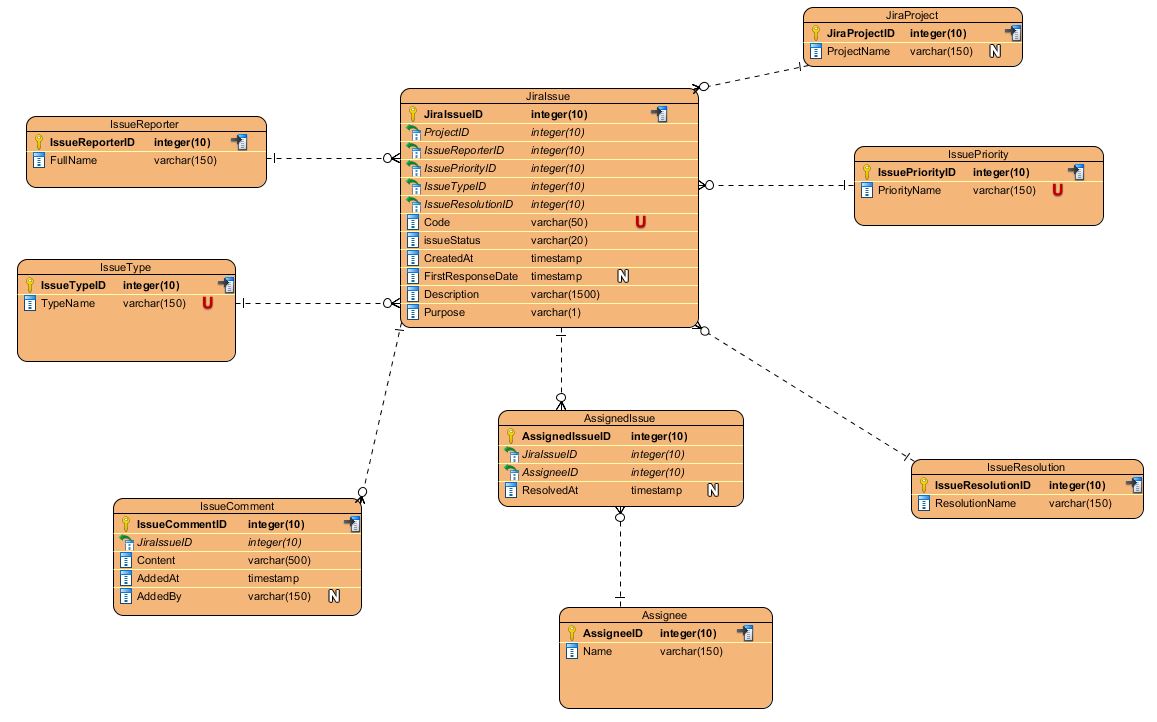 JiraProject
JiraProjectID integer(10)
ProjectName varchar(150) N
JiraIssue
JiraIssueID integer(10)
ProjectID integer(10)
IssueReporterID integer(10)
IssuePriorityID integer(10)
IssueTypeID integer(10)
IssueResolutionID integer(10)
Code varchar(50) U
issueStatus varchar(20)
CreatedAt timestamp
FirstResponseDate timestamp N
Description varchar(1500)
Purpose varchar(1)
IssueReporter
IssueReporterID integer(10)
FullName varchar(150)
IssuePriority
IssuePriorityID integer(10)
PriorityName varchar(150) U
IssueType
IssueTypeID integer(10)
TypeName varchar(150) U
AssignedIssue
AssignedIssueID integer(10)
JiraIssueID integer(10)
AssigneeID integer(10)
ResolvedAt timestamp N
IssueResolution
IssueResolutionID integer(10)
ResolutionName varchar(150)
IssueComment
IssueCommentID integer(10)
JiraIssueID integer(10)
Content varchar(500)
AddedAt timestamp
AddedBy varchar(150) N
Assignee
AssigneeID integer(10)
Name varchar(150)